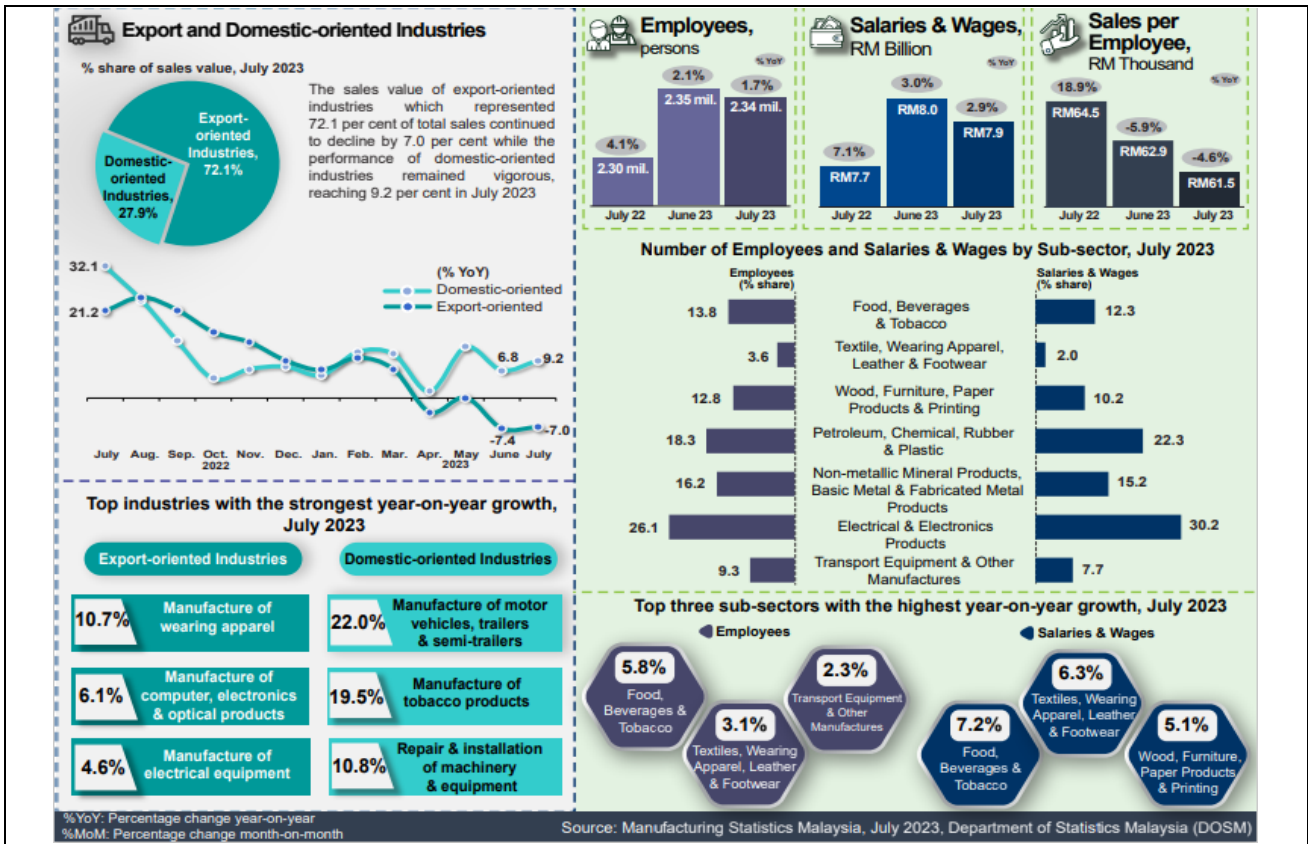 Export and Domestic-oriented Industries
% share of sales value, July 2023
Export-
oriented
Industries,
72.1%
Domestic-
oriented
Industries,
27.9%
The sales value of export-oriented
industries which represented
72.1 per cent of total sales continued
to decline by 7.0 per cent while the
performance of domestic-oriented
industries remained vigorous,
reaching 9.2 per cent in July 2023
(% YoY)
Domestic-oriented
Export-oriented
32.1
21.2
6.8
9.2
-7.4
-7.0
July Aug. Sep. Oct. Nov. Dec. Jan. Feb. Mar. Apr. May June July
2022 2023
Top industries with the strongest year-on-year growth,
July 2023
Export-oriented Industries
10.7%
Manufacture of
wearing apparel
6.1%
Manufacture of
computer, electronics
& optical products
4.6%
Manufacture of
electrical equipment
Domestic-oriented Industries
22.0%
Manufacture of motor
vehicles, trailers
& semi-trailers
19.5%
Manufacture of
tobacco products
10.8%
Repair & installation
of machinery
& equipment
Employees,
persons
% YoY
4.1%
2.30 mil.
2.1%
2.35 mil.
1.7%
2.34 mil.
July 22 June 23 July 23
Salaries & Wages,
RM Billion
% YoY
7.1%
RM7.7
3.0%
RM8.0
2.9%
RM7.9
July 22 June 23 July 23
Sales per
Employee,
RM Thousand
% YoY
18.9%
RM64.5
-5.9%
RM62.9
-4.6%
RM61.5
July 22 June 23 July 23
Number of Employees and Salaries & Wages by Sub-sector, July 2023
Employees
(% share)
Salaries & Wages
(% share)
13.8
Food, Beverages
& Tobacco
12.3
3.6
Textile, Wearing Apparel,
Leather & Footwear
2.0
12.8
Wood, Furniture, Paper
Products & Printing
10.2
18.3
Petroleum, Chemical, Rubber
& Plastic
22.3
16.2
Non-metallic Mineral Products,
Basic Metal & Fabricated Metal
Products
15.2
26.1
Electrical & Electronics
Products
30.2
9.3
Transport Equipment & Other
Manufactures
7.7
Top three sub-sectors with the highest year-on-year growth, July 2023
Employees
5.8%
Food,
Beverages &
Tobacco
3.1%
Textiles, Wearing
Apparel, Leather
& Footwear
2.3%
Transport Equipment
& Other
Manufactures
Salaries & Wages
7.2%
Food,
Beverages &
Tobacco
6.3%
Textiles, Wearing
Apparel, Leather
& Footwear
5.1%
Wood, Furniture,
Paper Products
& Printing
%YoY: Percentage change year-on-year
%MoM: Percentage change month-on-month
Source: Manufacturing Statistics Malaysia, July 2023, Department of Statistics Malaysia (DOSM)